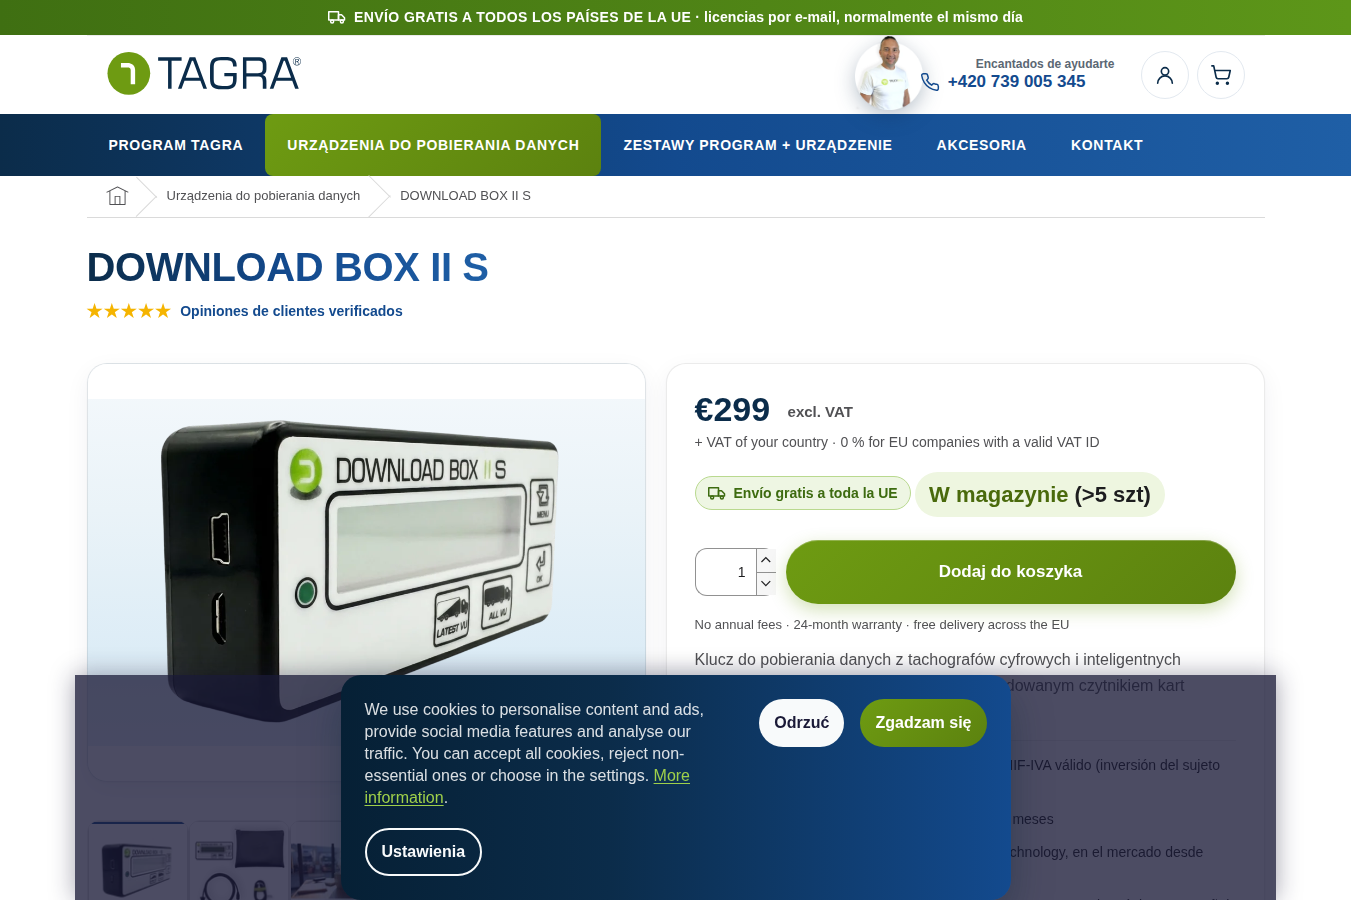 ENVÍO GRATIS A TODOS LOS PAÍSES DE LA UE · licencias por e-mail, normalmente el mismo día
TAGRA®
Encantados de ayudarte
+420 739 005 345
PROGRAM TAGRA
URZĄDZENIA DO POBIERANIA DANYCH
ZESTAWY PROGRAM + URZĄDZENIE
AKCESORIA
KONTAKT
Urządzenia do pobierania danych
DOWNLOAD BOX II S
DOWNLOAD BOX II S
★★★★★ Opiniones de clientes verificados
DOWNLOAD BOX II S
MENU
OK
LATEST VU
ALL VU
€299 excl. VAT
+ VAT of your country · 0 % for EU companies with a valid VAT ID
Envío gratis a toda la UE
W magazynie (>5 szt)
1
Dodaj do koszyka
No annual fees · 24-month warranty · free delivery across the EU
Klucz do pobierania danych z tachografów cyfrowych i inteligentnych
czytnikiem kart
válido (inversión del sujeto
meses
en el mercado desde
We use cookies to personalise content and ads,
provide social media features and analyse our
traffic. You can accept all cookies, reject non-
essential ones or choose in the settings. More
information.
Odrzuć
Zgadzam się
Ustawienia